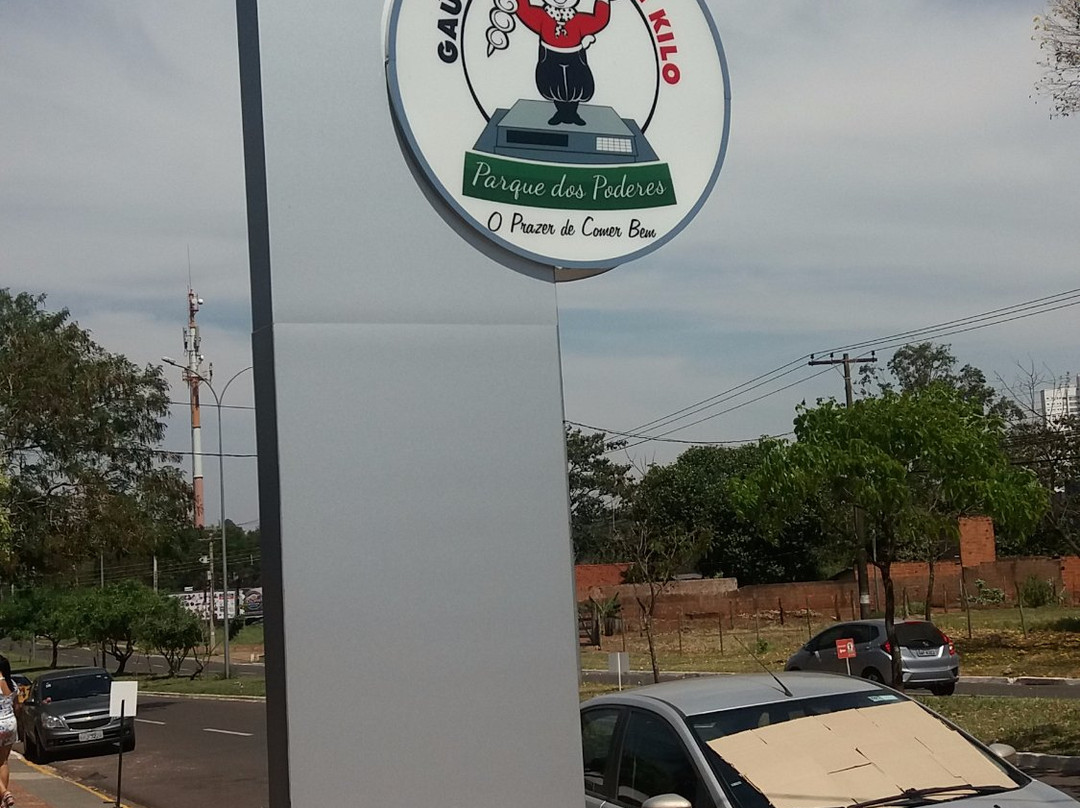 GAU
KILO
Parque dos Poderes
O Prazer de Comer Bem